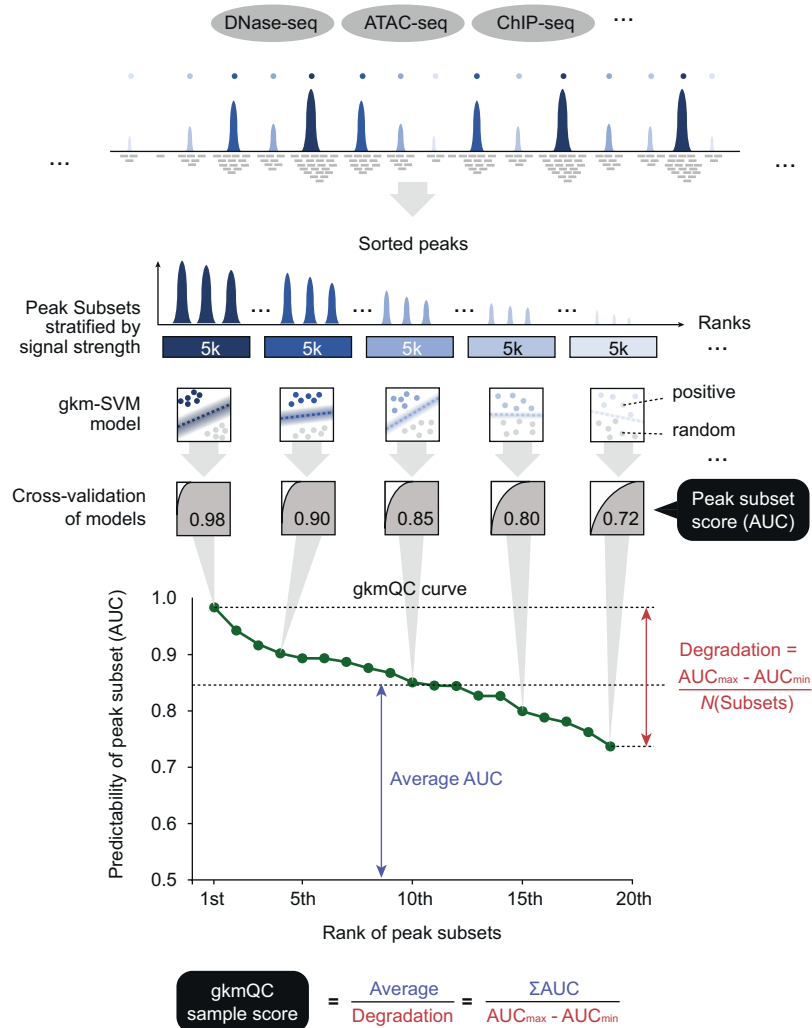 DNase-seq ATAC-seq ChIP-seq ...
... ...
Sorted peaks
Peak Subsets
stratified by
signal strength
... ... ... ...
Ranks
5k 5k 5k 5k 5k ...
gkm-SVM
model
positive
random
...
Cross-validation
of models
0.98 0.90 0.85 0.80 0.72
Peak subset
score (AUC)
gkmQC curve
Predictability of peak subset (AUC)
1.0
0.9
0.8
0.7
0.6
0.5
Average AUC
Degradation =
AUCmax - AUCmin
N(Subsets)
1st 5th 10th 15th 20th
Rank of peak subsets
gkmQC
sample score
= Average / Degradation = ΣAUC / AUCmax - AUCmin